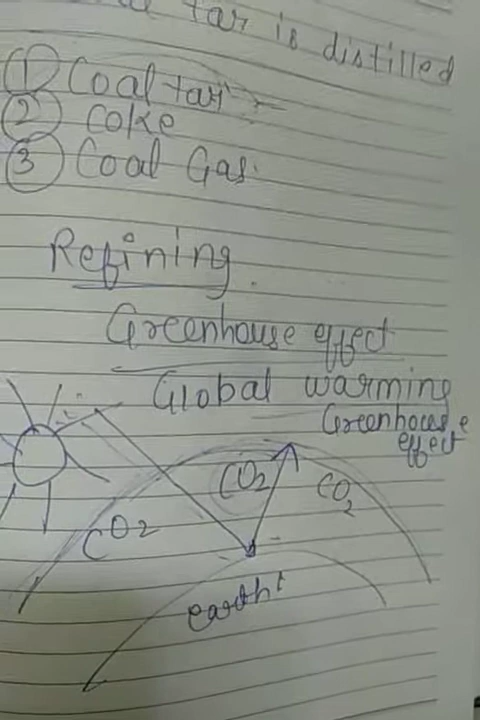 tar is distilled
① Coal tar
② Coke
③ Coal Gas.
Refining.
Greenhouse effect
Global warming
Greenhouse effect
CO2
CO2
CO2
earth